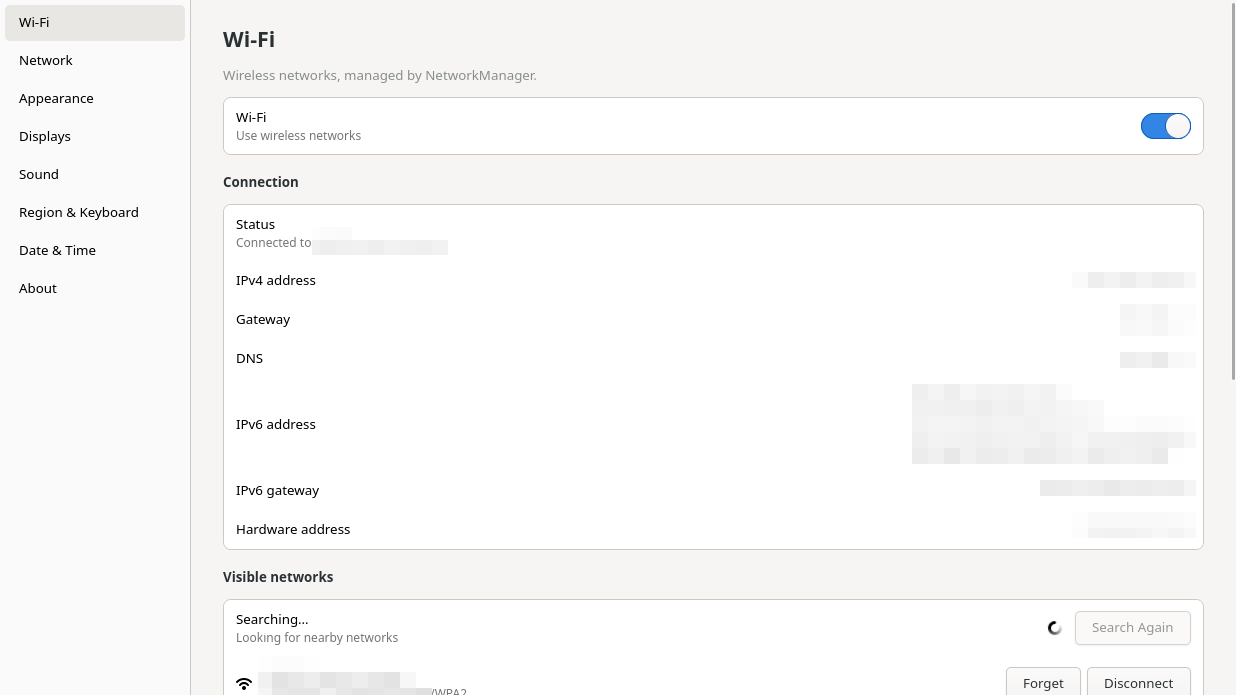 Wi-Fi
Network
Appearance
Displays
Sound
Region & Keyboard
Date & Time
About
Wi-Fi
Wireless networks, managed by NetworkManager.
Wi-Fi
Use wireless networks
Connection
Status
Connected to
IPv4 address
Gateway
DNS
IPv6 address
IPv6 gateway
Hardware address
Visible networks
Searching...
Looking for nearby networks
Search Again
/WPA2
Forget
Disconnect